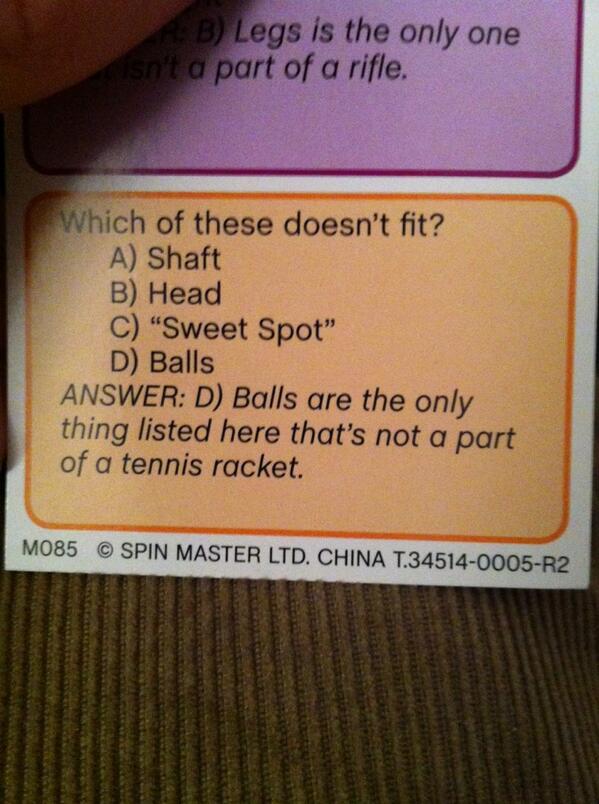 B) Legs is the only one
isn't a part of a rifle.
Which of these doesn't fit?
A) Shaft
B) Head
C) “Sweet Spot”
D) Balls
ANSWER: D) Balls are the only
thing listed here that's not a part
of a tennis racket.
M085 © SPIN MASTER LTD. CHINA T.34514-0005-R2